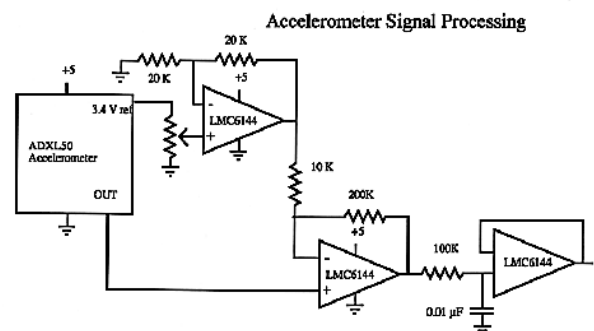 Accelerometer Signal Processing
20 K
+5
20 K
+5
3.4 V ref
LMC6144
ADXL50
Accelerometer
10 K
OUT
200K
+5
100K
LMC6144
LMC6144
0.01 µF